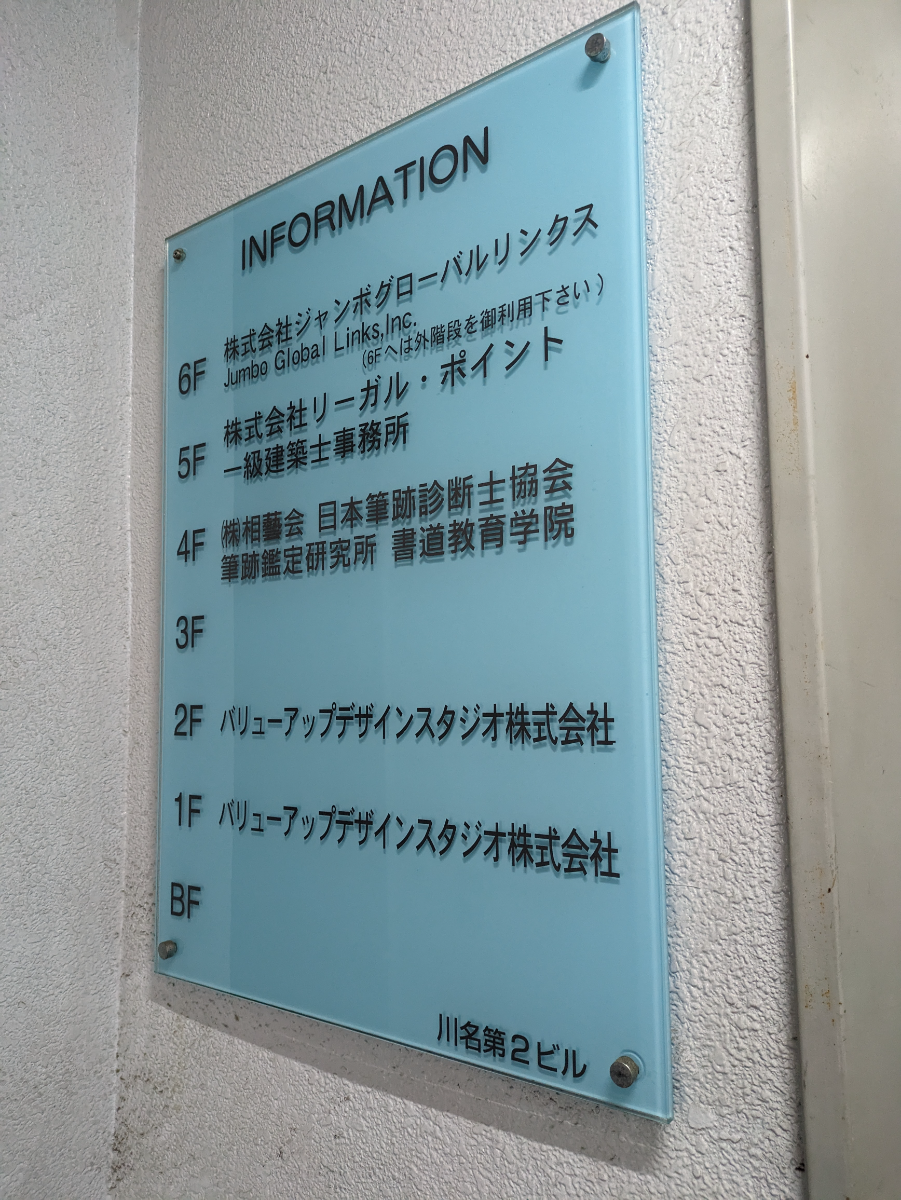 INFORMATION
6F 株式会社ジャンボグローバルリンクス
Jumbo Global Links,Inc.
(6Fへは外階段を御利用下さい)
5F 株式会社リーガル・ポイント
一級建築士事務所
4F ㈱相藝会 日本筆跡診断士協会
筆跡鑑定研究所 書道教育学院
3F
2F バリューアップデザインスタジオ株式会社
1F バリューアップデザインスタジオ株式会社
BF
川名第2ビル